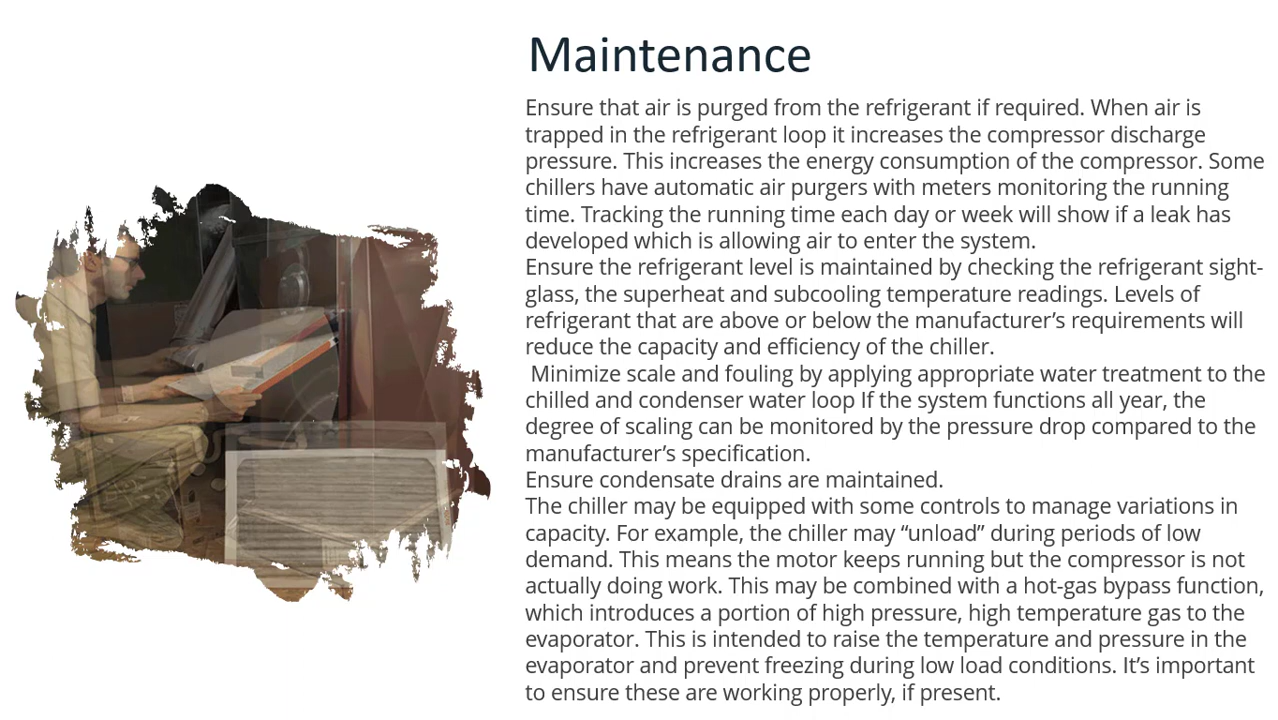 Maintenance
Ensure that air is purged from the refrigerant if required. When air is
trapped in the refrigerant loop it increases the compressor discharge
pressure. This increases the energy consumption of the compressor. Some
chillers have automatic air purgers with meters monitoring the running
time. Tracking the running time each day or week will show if a leak has
developed which is allowing air to enter the system.
Ensure the refrigerant level is maintained by checking the refrigerant sight-
glass, the superheat and subcooling temperature readings. Levels of
refrigerant that are above or below the manufacturer’s requirements will
reduce the capacity and efficiency of the chiller.
Minimize scale and fouling by applying appropriate water treatment to the
chilled and condenser water loop If the system functions all year, the
degree of scaling can be monitored by the pressure drop compared to the
manufacturer’s specification.
Ensure condensate drains are maintained.
The chiller may be equipped with some controls to manage variations in
capacity. For example, the chiller may “unload” during periods of low
demand. This means the motor keeps running but the compressor is not
actually doing work. This may be combined with a hot-gas bypass function,
which introduces a portion of high pressure, high temperature gas to the
evaporator. This is intended to raise the temperature and pressure in the
evaporator and prevent freezing during low load conditions. It’s important
to ensure these are working properly, if present.